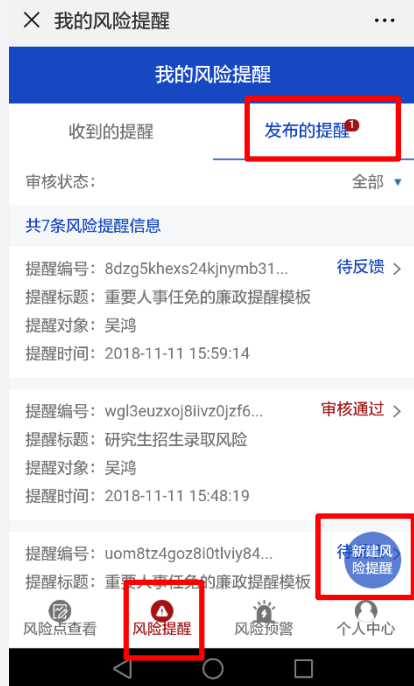 我的风险提醒
我的风险提醒
收到的提醒
发布的提醒 1
审核状态: 全部
共7条风险提醒信息
提醒编号: 8dzg5khexs24kjnymb31... 待反馈
提醒标题: 重要人事任免的廉政提醒模板
提醒对象: 吴鸿
提醒时间: 2018-11-11 15:59:14
提醒编号: wgl3euzxoj8iivz0jzf6... 审核通过
提醒标题: 研究生招生录取风险
提醒对象: 吴鸿
提醒时间: 2018-11-11 15:48:19
提醒编号: uom8tz4goz8i0tlviy84... 待
提醒标题: 重要人事任免的廉政提醒模板
新建风
险提醒
风险点查看
风险提醒
风险预警
个人中心